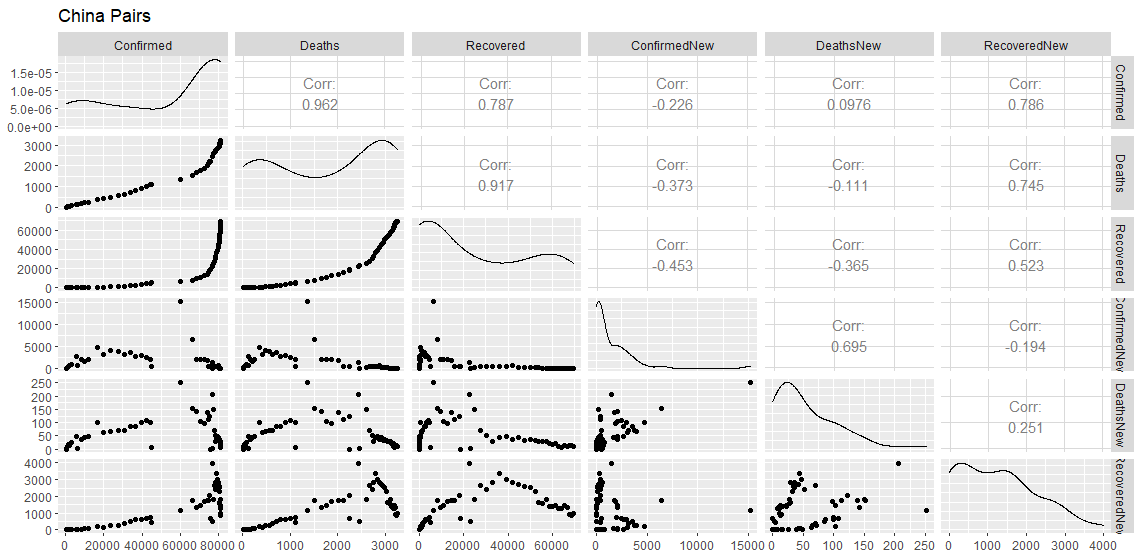 China Pairs
Confirmed Deaths Recovered ConfirmedNew DeathsNew RecoveredNew
1.5e-05
1.0e-05
5.0e-06
0.0e+00
Corr:
0.962
Corr:
0.787
Corr:
-0.226
Corr:
0.0976
Corr:
0.786
Confirmed
3000
2000
1000
0
Corr:
0.917
Corr:
-0.373
Corr:
-0.111
Corr:
0.745
Deaths
60000
40000
20000
0
Corr:
-0.453
Corr:
-0.365
Corr:
0.523
Recovered
15000
10000
5000
0
Corr:
0.695
Corr:
-0.194
ConfirmedNew
250
200
150
100
50
0
Corr:
0.251
DeathsNew
4000
3000
2000
1000
0
RecoveredNew
0 20000 40000 60000 80000
0 1000 2000 3000
0 20000 40000 60000
0 5000 10000 15000
0 50 100 150 200 250
0 1000 2000 3000 4000